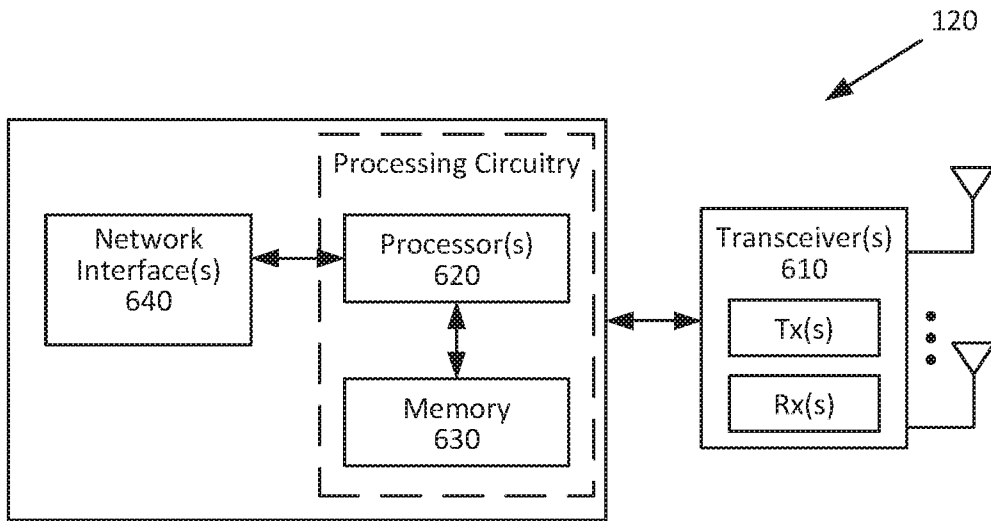 120
Processing Circuitry
Network
Interface(s)
640
Processor(s)
620
Memory
630
Transceiver(s)
610
Tx(s)
Rx(s)